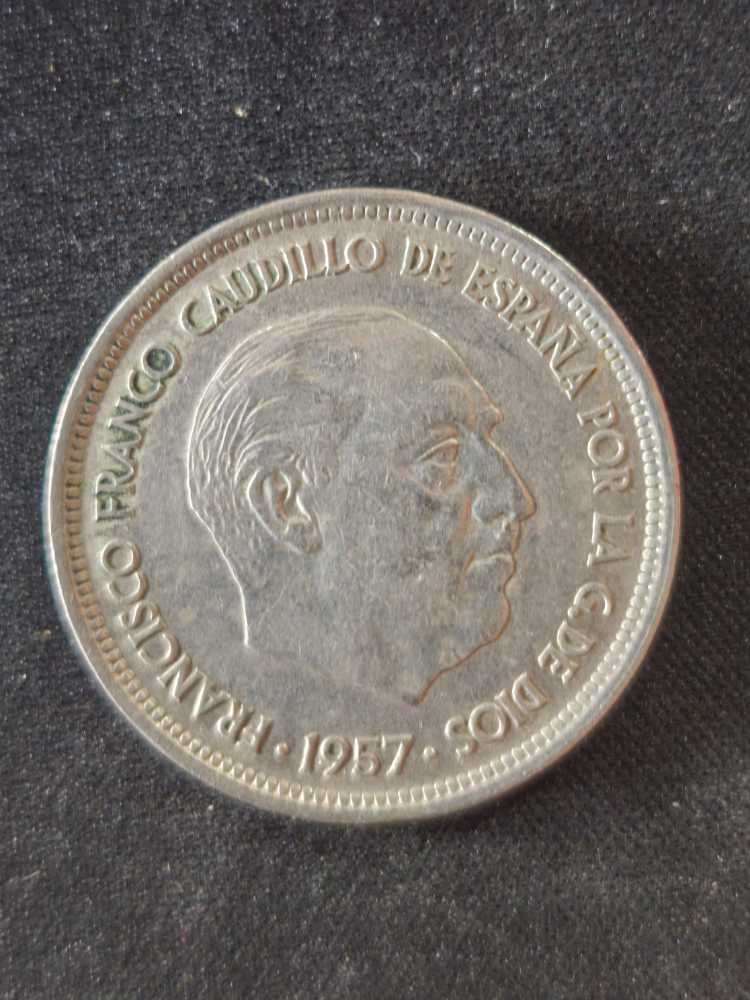 FRANCISCO FRANCO CAUDILLO DE ESPAÑA POR LA G. DE DIOS
· 1957 ·